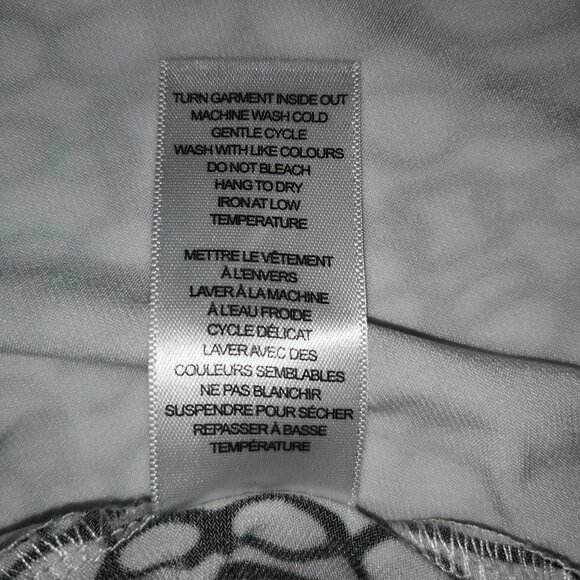 TURN GARMENT INSIDE OUT
MACHINE WASH COLD
GENTLE CYCLE
WASH WITH LIKE COLOURS
DO NOT BLEACH
HANG TO DRY
IRON AT LOW
TEMPERATURE
METTRE LE VÊTEMENT
À L'ENVERS
LAVER À LA MACHINE
À L'EAU FROIDE
CYCLE DÉLICAT
LAVER AVEC DES
COULEURS SEMBLABLES
NE PAS BLANCHIR
SUSPENDRE POUR SÉCHER
REPASSER À BASSE
TEMPÉRATURE